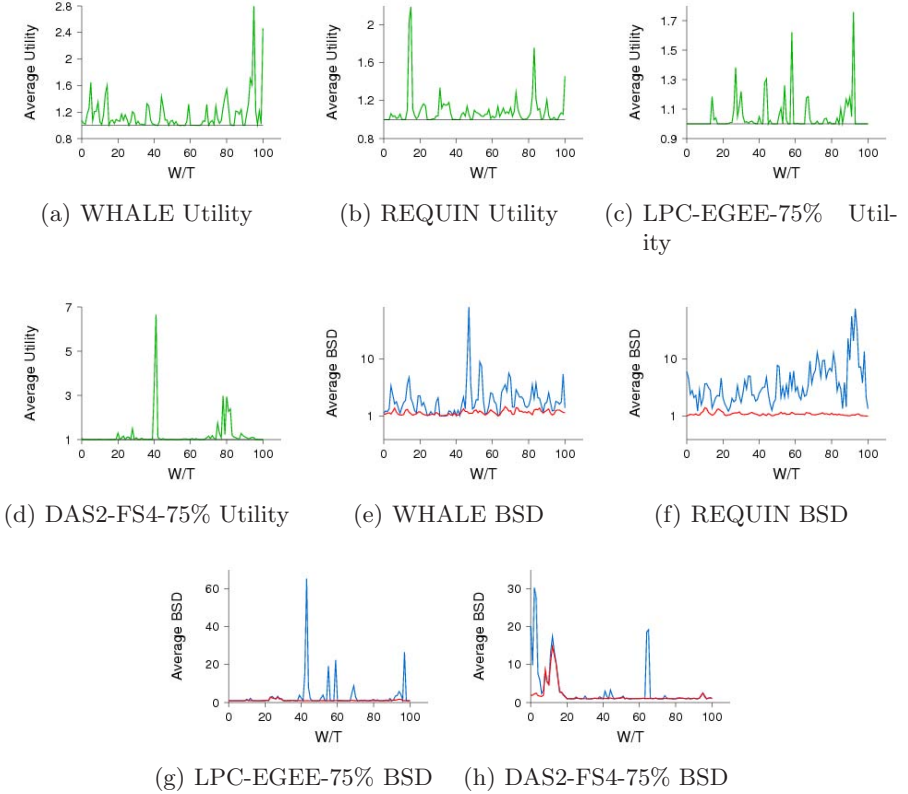 2.8
2.4
2
1.6
1.2
0.8
0 20 40 60 80 100
Average Utility
W/T
(a) WHALE Utility
2
1.6
1.2
0.8
0 20 40 60 80 100
Average Utility
W/T
(b) REQUIN Utility
1.7
1.5
1.3
1.1
0.9
0 20 40 60 80 100
Average Utility
W/T
(c) LPC-EGEE-75% Util-
ity
7
5
3
1
0 20 40 60 80 100
Average Utility
W/T
(d) DAS2-FS4-75% Utility
10
1
0 20 40 60 80 100
Average BSD
W/T
(e) WHALE BSD
10
1
0 20 40 60 80 100
Average BSD
W/T
(f) REQUIN BSD
60
40
20
0
0 20 40 60 80 100
Average BSD
W/T
(g) LPC-EGEE-75% BSD
30
20
10
0
0 20 40 60 80 100
Average BSD
W/T
(h) DAS2-FS4-75% BSD